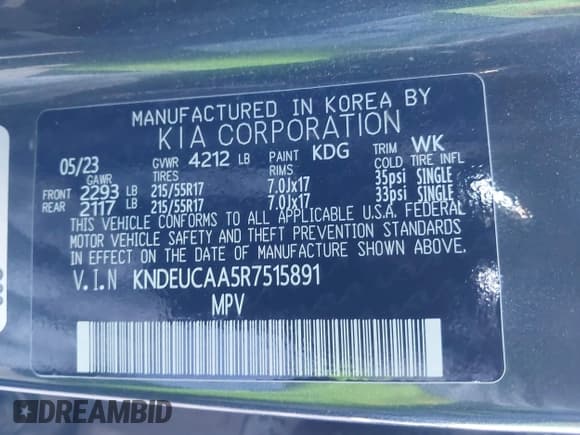 MANUFACTURED IN KOREA BY
KIA CORPORATION
05/23 GVWR 4212 LB PAINT KDG TRIM WK
GAWR TIRES RIMS COLD TIRE INFL
FRONT 2293 LB 215/55R17 7.0Jx17 35psi SINGLE
REAR 2117 LB 215/55R17 7.0Jx17 33psi SINGLE
THIS VEHICLE CONFORMS TO ALL APPLICABLE U.S.A. FEDERAL
MOTOR VEHICLE SAFETY AND THEFT PREVENTION STANDARDS
IN EFFECT ON THE DATE OF MANUFACTURE SHOWN ABOVE.
V.I.N KNDEUCAA5R7515891
MPV
DREAMBID